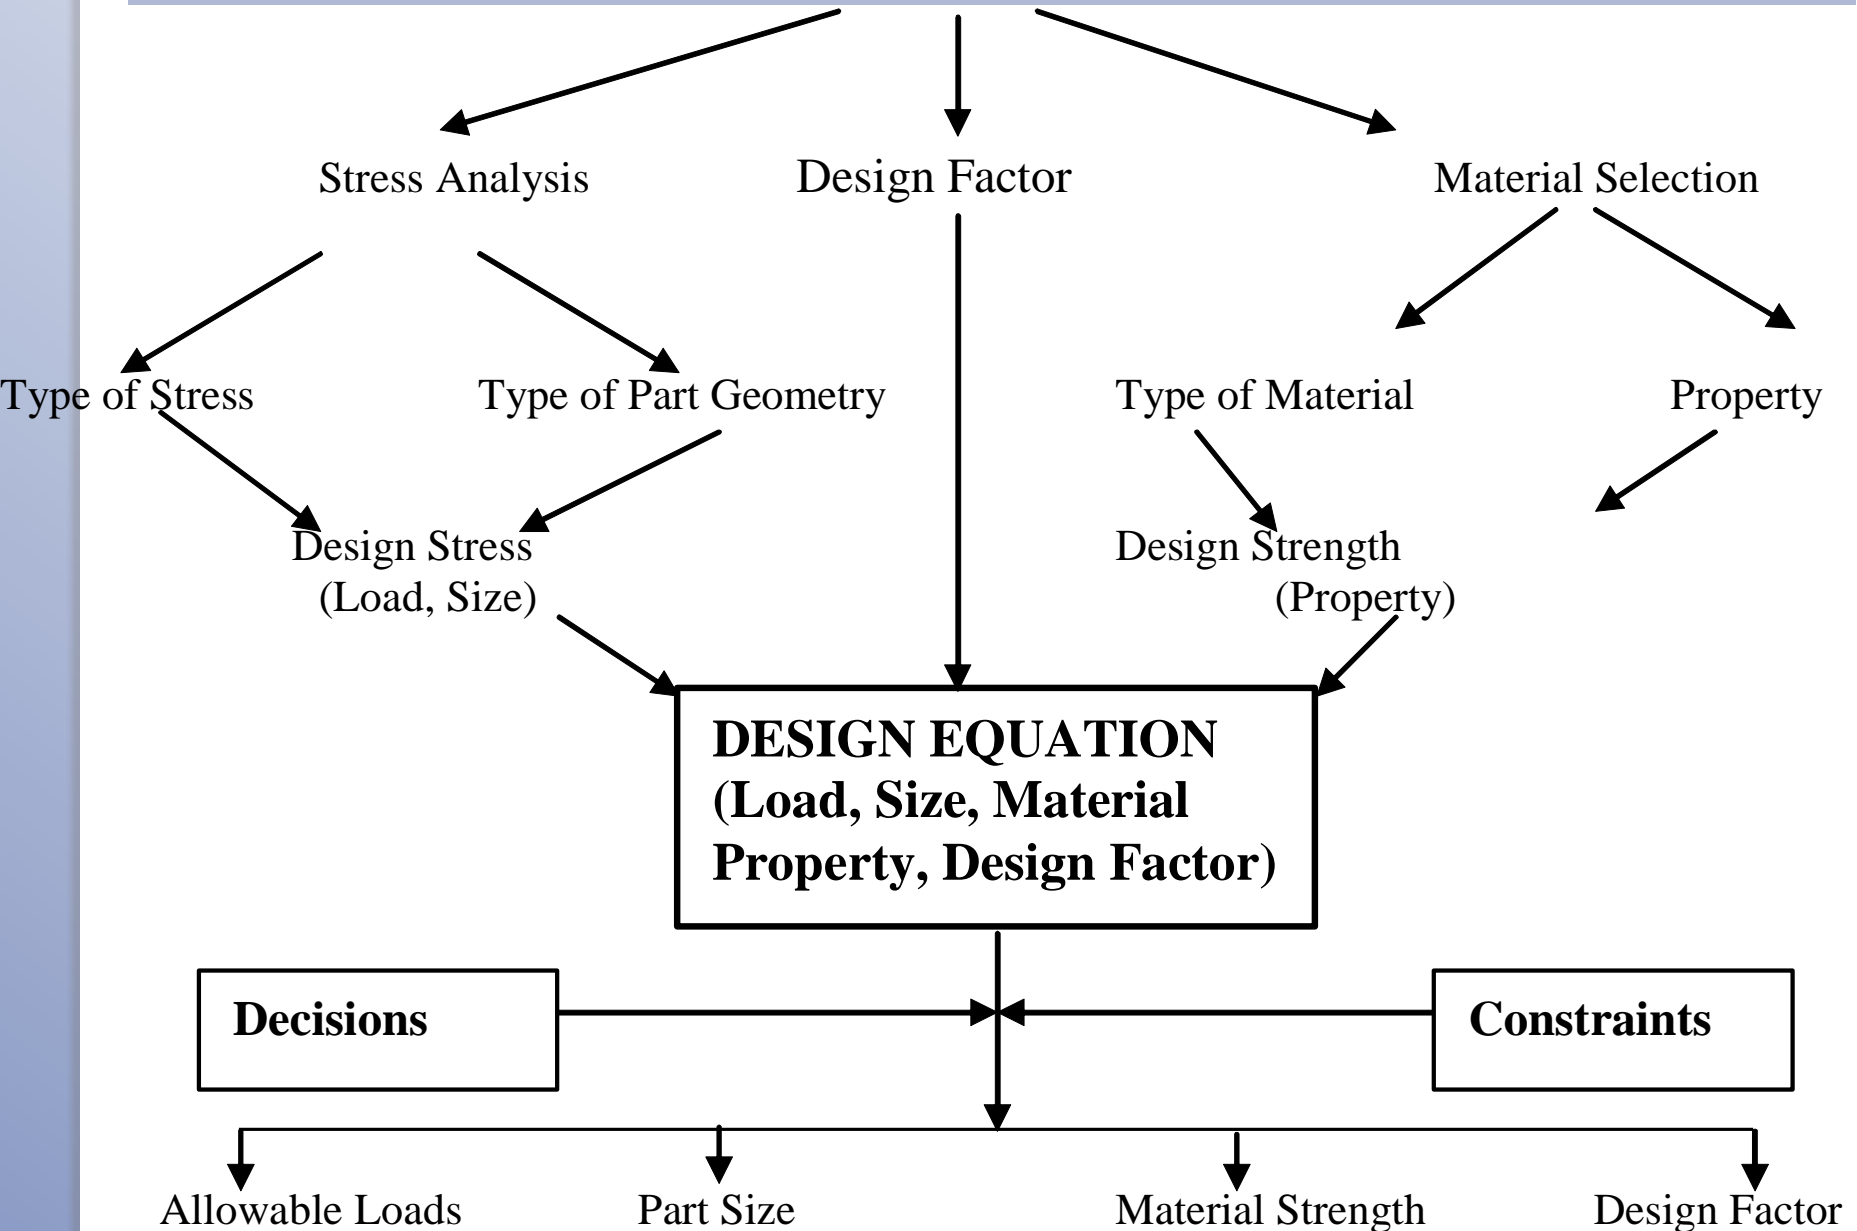 Stress Analysis
Design Factor
Material Selection
Type of Stress
Type of Part Geometry
Type of Material
Property
Design Stress
(Load, Size)
Design Strength
(Property)
DESIGN EQUATION
(Load, Size, Material
Property, Design Factor)
Decisions
Constraints
Allowable Loads
Part Size
Material Strength
Design Factor